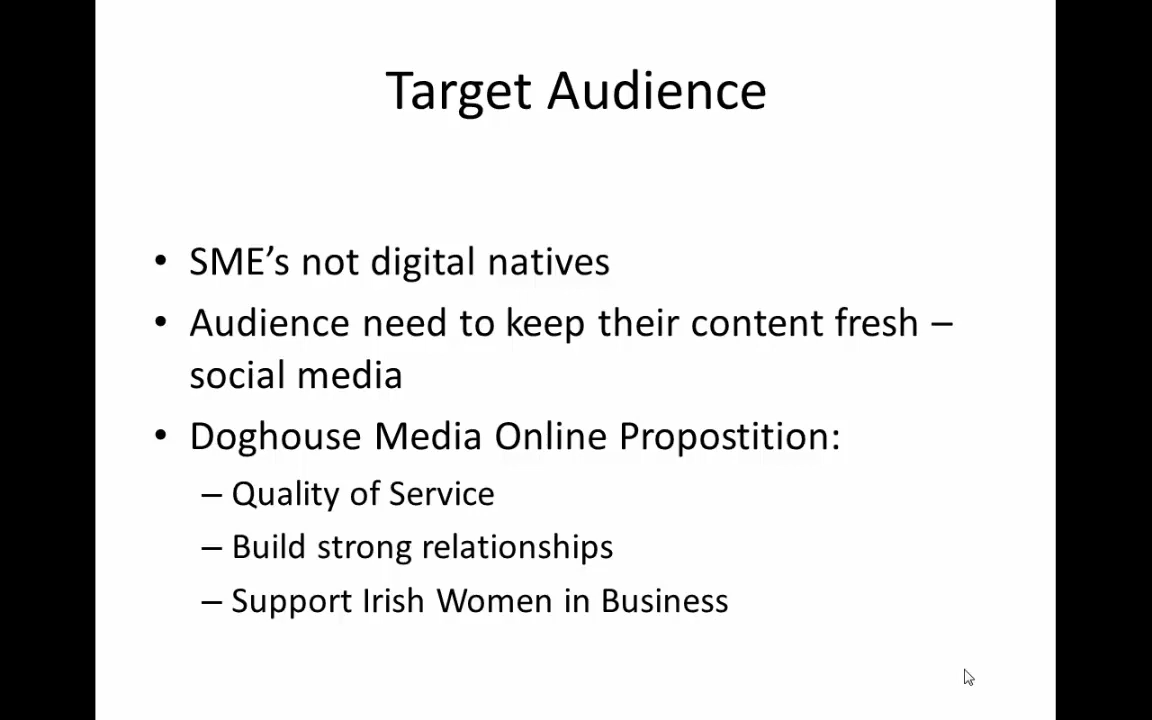 Target Audience
• SME’s not digital natives
• Audience need to keep their content fresh –
social media
• Doghouse Media Online Propostition:
– Quality of Service
– Build strong relationships
– Support Irish Women in Business